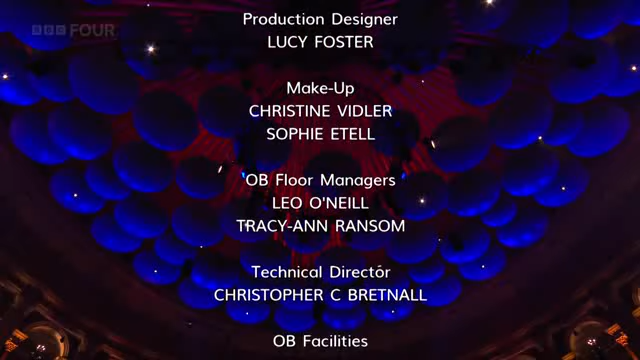 BBC FOUR
Production Designer
LUCY FOSTER
Make-Up
CHRISTINE VIDLER
SOPHIE ETELL
OB Floor Managers
LEO O'NEILL
TRACY-ANN RANSOM
Technical Director
CHRISTOPHER C BRETNALL
OB Facilities